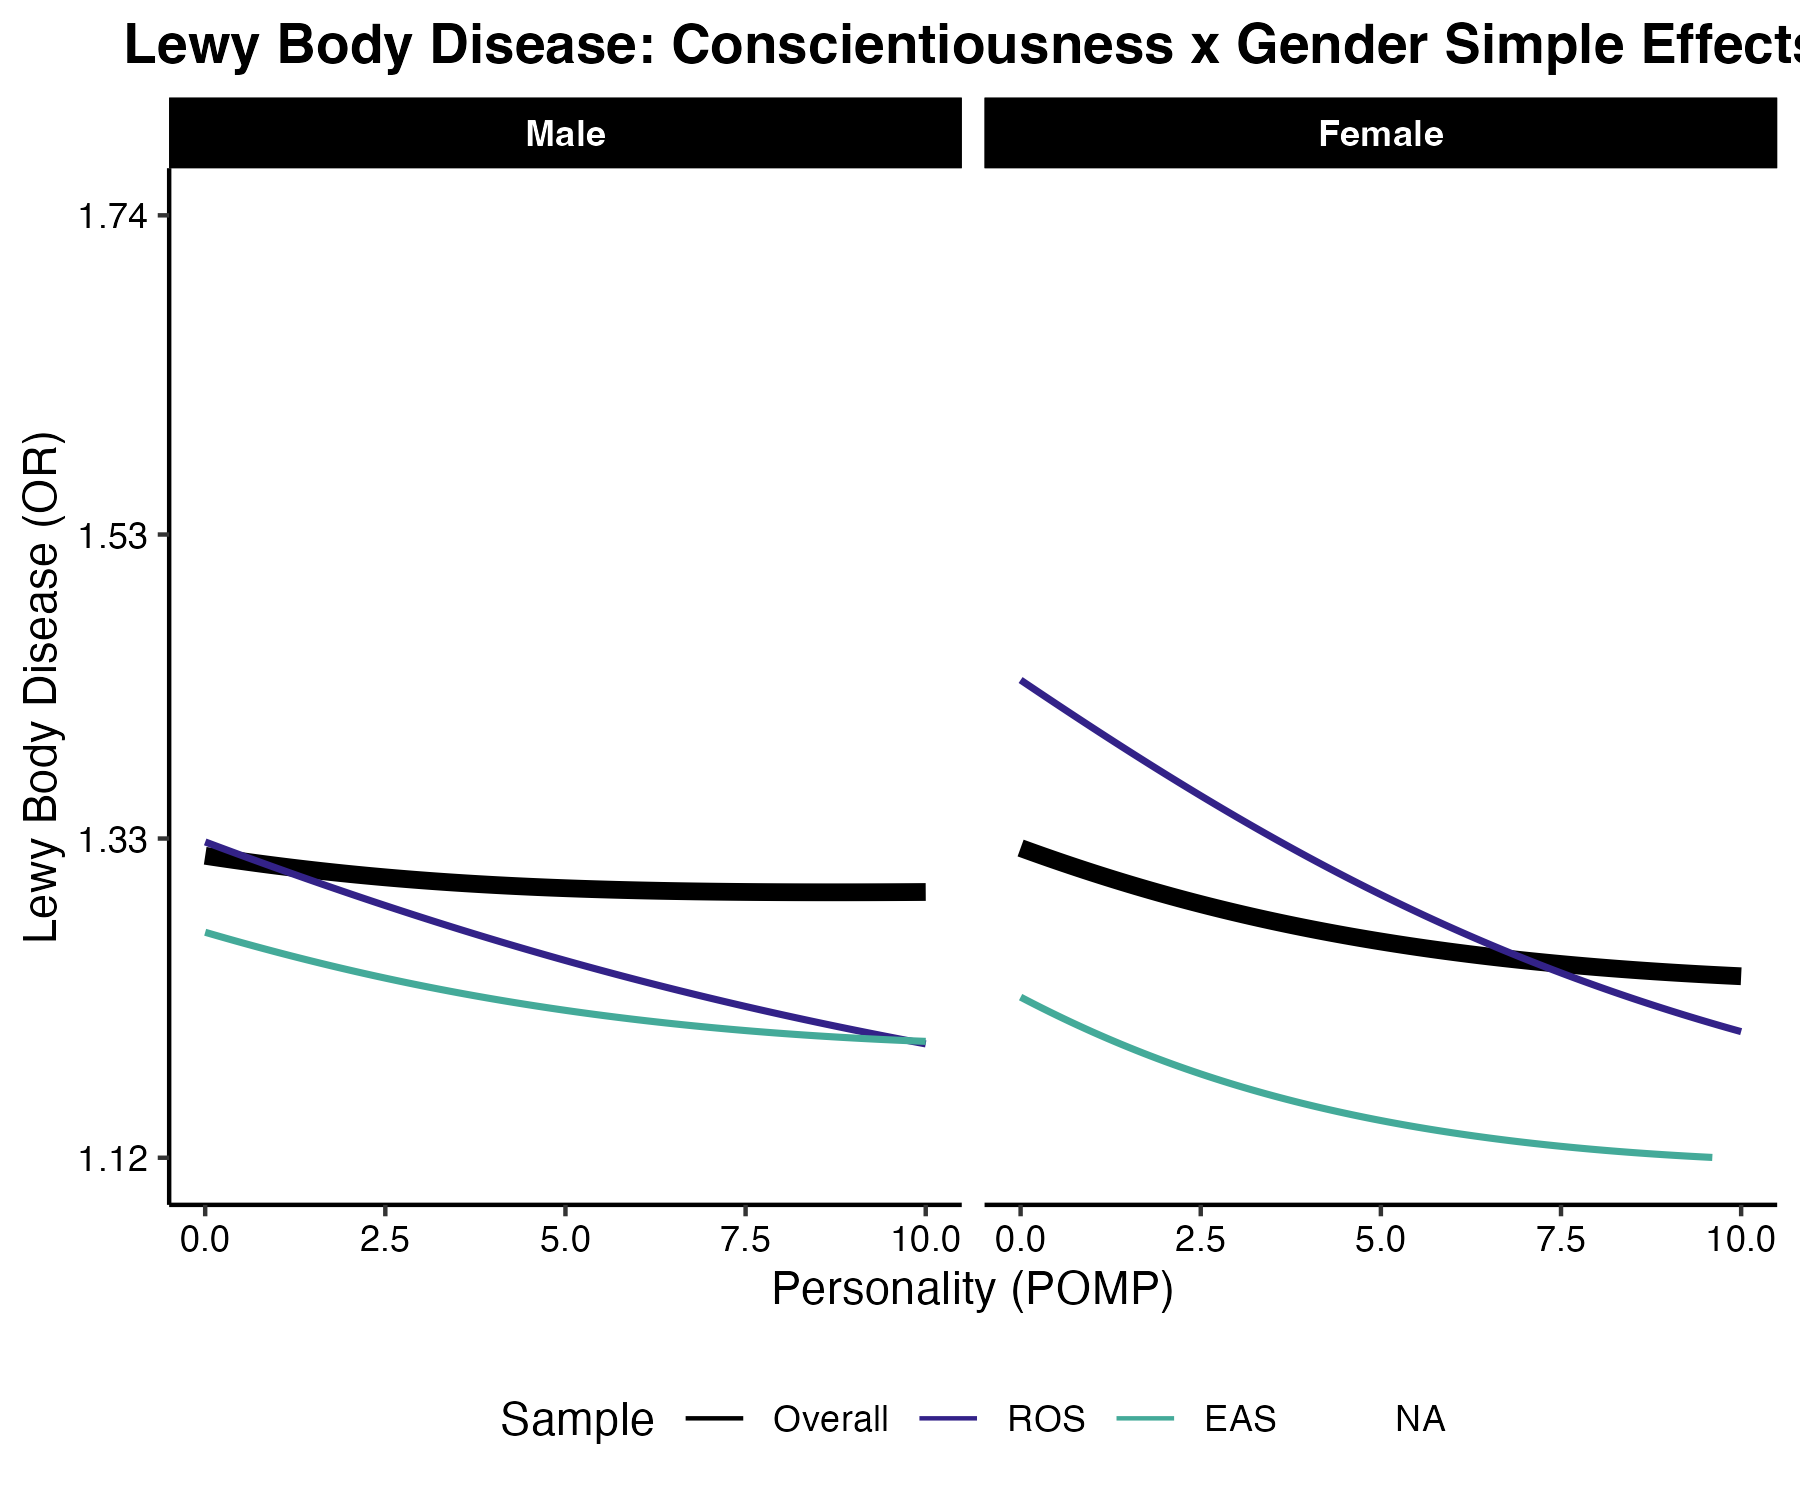 Lewy Body Disease: Conscientiousness x Gender Simple Effects
Male
Female
Lewy Body Disease (OR)
1.74
1.53
1.33
1.12
0.0 2.5 5.0 7.5 10.0
0.0 2.5 5.0 7.5 10.0
Personality (POMP)
Sample Overall ROS EAS NA